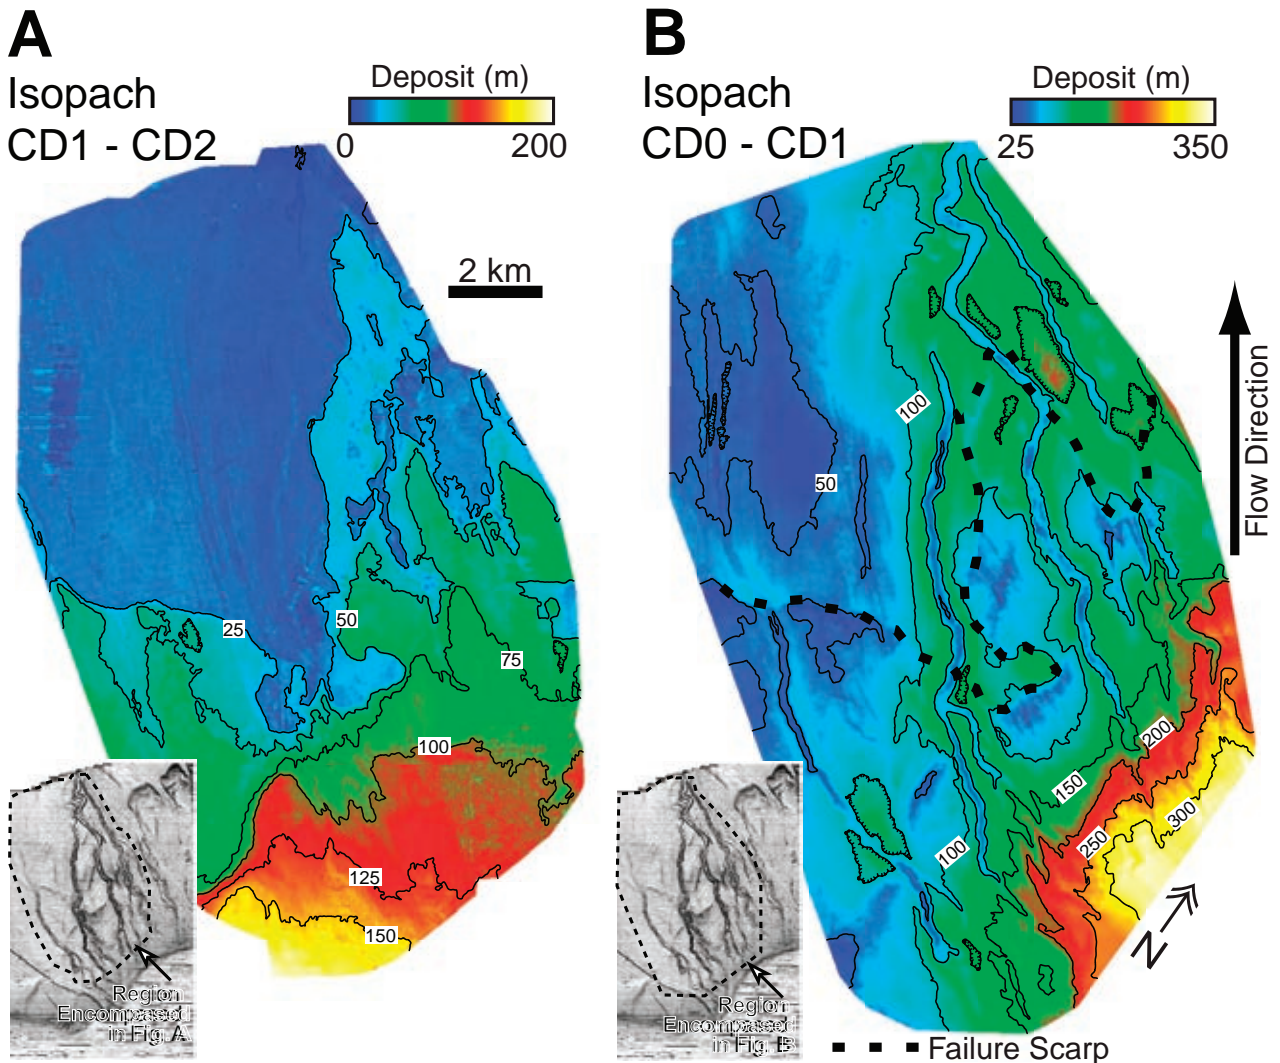 A
Isopach
CD1 - CD2
Deposit (m)
0
200
2 km
25
50
75
100
125
150
Region
Encompassed
in Fig. A
B
Isopach
CD0 - CD1
Deposit (m)
25
350
Flow Direction
100
50
200
150
300
250
100
N
Region
Encompassed
in Fig. B
Failure Scarp